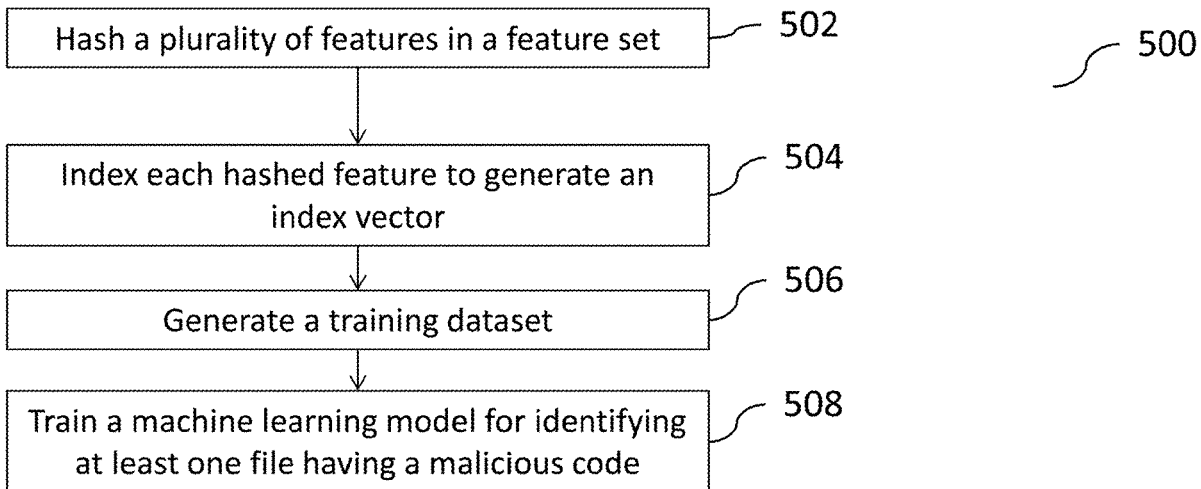 Hash a plurality of features in a feature set
502
500
Index each hashed feature to generate an
index vector
504
Generate a training dataset
506
Train a machine learning model for identifying
at least one file having a malicious code
508